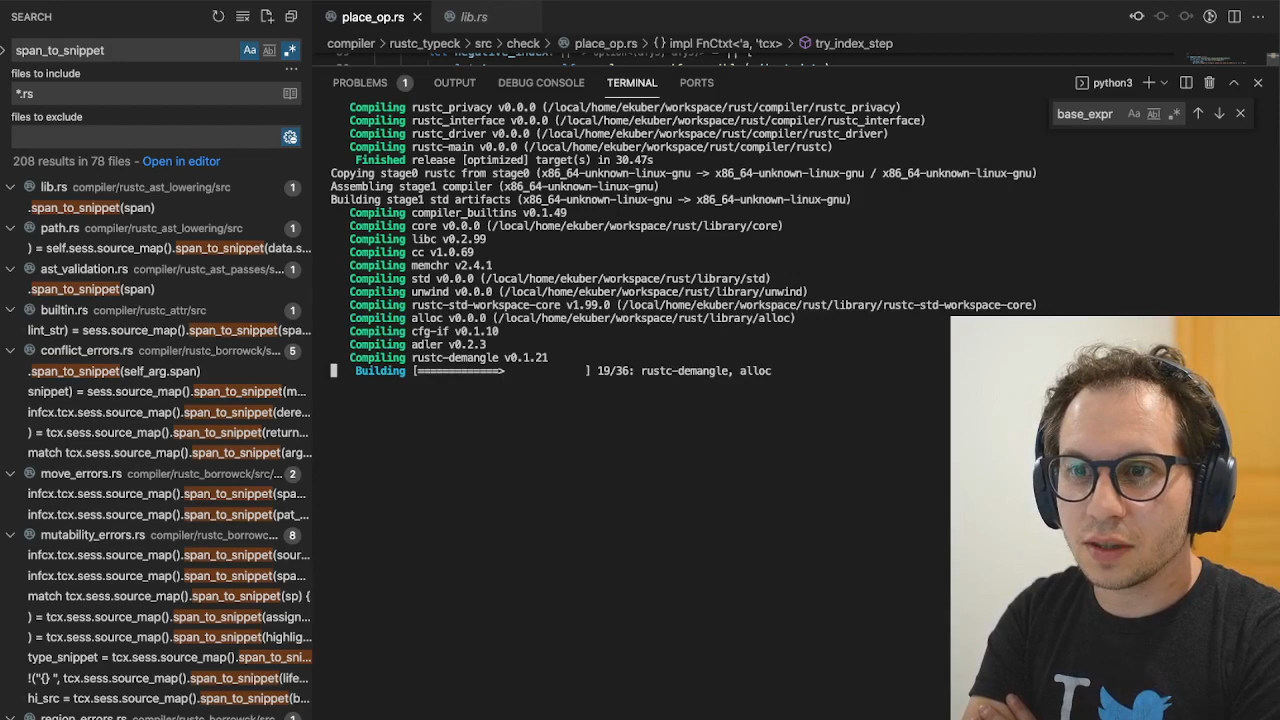 SEARCH
span_to_snippet
Aa
ab
files to include
*.rs
files to exclude
208 results in 78 files - Open in editor
lib.rs compiler/rustc_ast_lowering/src 1
.span_to_snippet(span)
path.rs compiler/rustc_ast_lowering/src 1
) = self.sess.source_map().span_to_snippet(data.s...
ast_validation.rs compiler/rustc_ast_passes/s... 1
.span_to_snippet(span)
builtin.rs compiler/rustc_attr/src 1
lint_str) = sess.source_map().span_to_snippet(spa...
conflict_errors.rs compiler/rustc_borrowck/s... 5
.span_to_snippet(self_arg.span)
snippet) = sess.source_map().span_to_snippet(m...
infcx.tcx.sess.source_map().span_to_snippet(dere...
) = tcx.sess.source_map().span_to_snippet(return...
match tcx.sess.source_map().span_to_snippet(arg...
move_errors.rs compiler/rustc_borrowck/src/... 2
infcx.tcx.sess.source_map().span_to_snippet(spa...
infcx.tcx.sess.source_map().span_to_snippet(pat_...
mutability_errors.rs compiler/rustc_borrowc... 8
infcx.tcx.sess.source_map().span_to_snippet(sour...
infcx.tcx.sess.source_map().span_to_snippet(spa...
match tcx.sess.source_map().span_to_snippet(sp) {
) = tcx.sess.source_map().span_to_snippet(assign...
) = tcx.sess.source_map().span_to_snippet(highlig...
type_snippet = tcx.sess.source_map().span_to_sni...
!("{} ", tcx.sess.source_map().span_to_snippet(life...
hi_src = tcx.sess.source_map().span_to_snippet(b...
region_errors.rs compiler/rustc_borrowck/src/
place_op.rs
lib.rs
compiler > rustc_typeck > src > check > place_op.rs > {} impl FnCtxt<'a, 'tcx> > try_index_step
PROBLEMS 1 OUTPUT DEBUG CONSOLE TERMINAL PORTS
python3
base_expr Aa ab
Compiling rustc_privacy v0.0.0 (/local/home/ekuber/workspace/rust/compiler/rustc_privacy)
Compiling rustc_interface v0.0.0 (/local/home/ekuber/workspace/rust/compiler/rustc_interface)
Compiling rustc_driver v0.0.0 (/local/home/ekuber/workspace/rust/compiler/rustc_driver)
Compiling rustc-main v0.0.0 (/local/home/ekuber/workspace/rust/compiler/rustc)
Finished release [optimized] target(s) in 30.47s
Copying stage0 rustc from stage0 (x86_64-unknown-linux-gnu -> x86_64-unknown-linux-gnu / x86_64-unknown-linux-gnu)
Assembling stage1 compiler (x86_64-unknown-linux-gnu)
Building stage1 std artifacts (x86_64-unknown-linux-gnu -> x86_64-unknown-linux-gnu)
Compiling compiler_builtins v0.1.49
Compiling core v0.0.0 (/local/home/ekuber/workspace/rust/library/core)
Compiling libc v0.2.99
Compiling cc v1.0.69
Compiling memchr v2.4.1
Compiling std v0.0.0 (/local/home/ekuber/workspace/rust/library/std)
Compiling unwind v0.0.0 (/local/home/ekuber/workspace/rust/library/unwind)
Compiling rustc-std-workspace-core v1.99.0 (/local/home/ekuber/workspace/rust/library/rustc-std-workspace-core)
Compiling alloc v0.0.0 (/local/home/ekuber/workspace/rust/library/alloc)
Compiling cfg-if v0.1.10
Compiling adler v0.2.3
Compiling rustc-demangle v0.1.21
Building [=============> ] 19/36: rustc-demangle, alloc
I